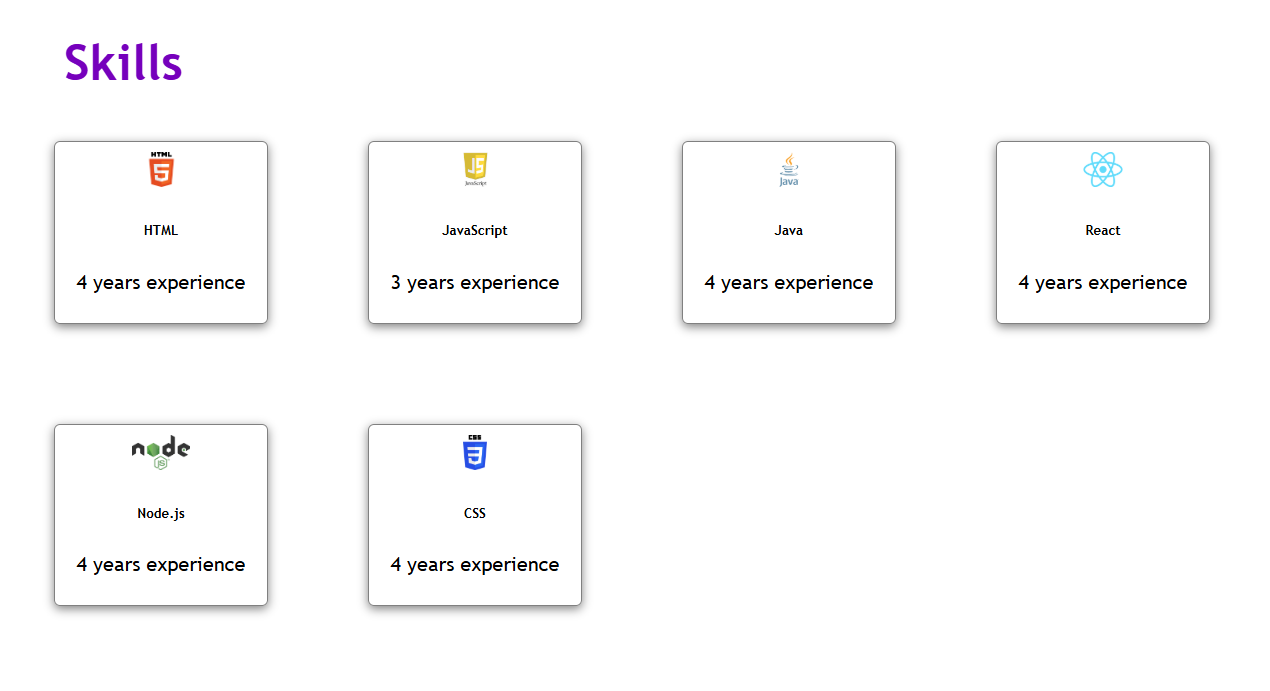 Skills
HTML
5
HTML
4 years experience
JS
JavaScript
JavaScript
3 years experience
Java
Java
4 years experience
React
4 years experience
node
JS
Node.js
4 years experience
CSS
3
CSS
4 years experience